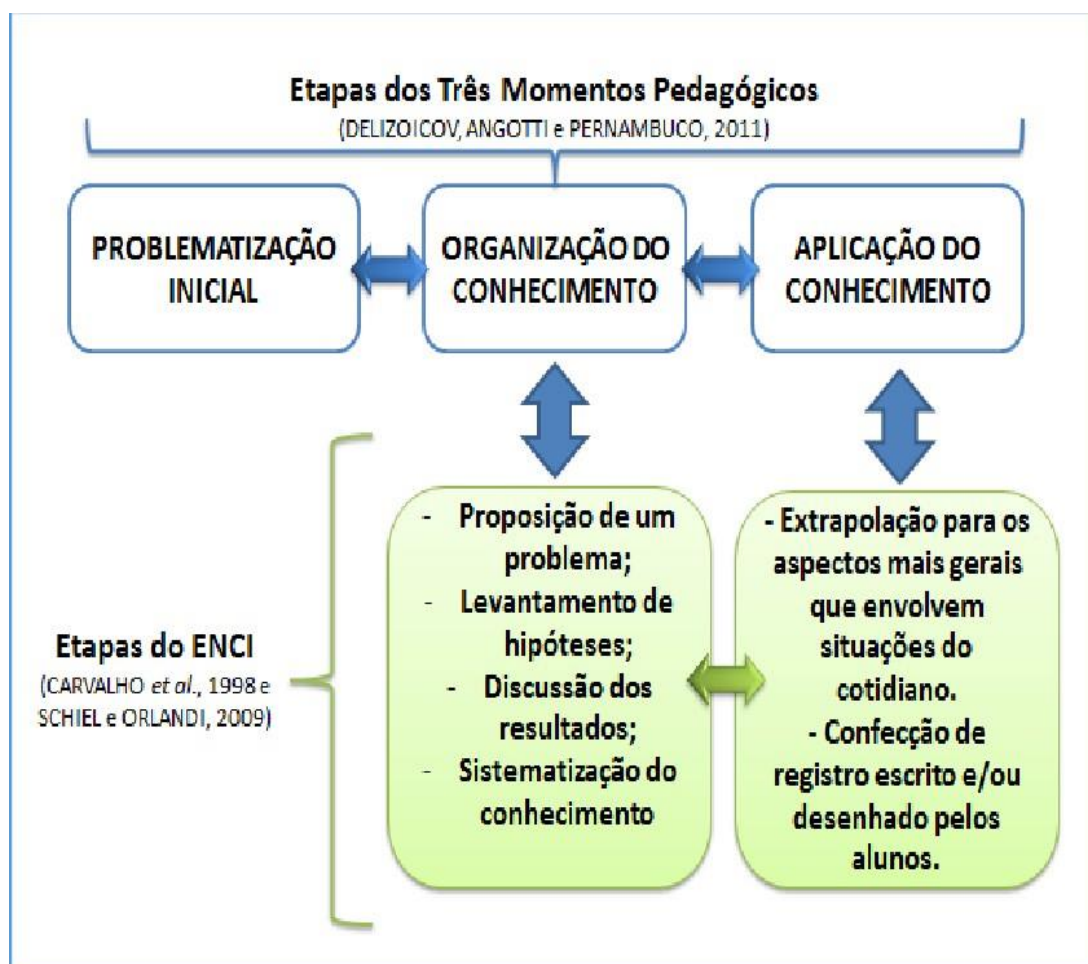 Etapas dos Três Momentos Pedagógicos
(DELIZOICOV, ANGOTTI e PERNAMBUCO, 2011)
PROBLEMATIZAÇÃO
INICIAL
ORGANIZAÇÃO DO
CONHECIMENTO
APLICAÇÃO DO
CONHECIMENTO
Etapas do ENCI
(CARVALHO et al., 1998 e
SCHIEL e ORLANDI, 2009)
- Proposição de um
problema;
- Levantamento de
hipóteses;
- Discussão dos
resultados;
- Sistematização do
conhecimento
- Extrapolação para os
aspectos mais gerais
que envolvem
situações do
cotidiano.
- Confecção de
registro escrito e/ou
desenhado pelos
alunos.